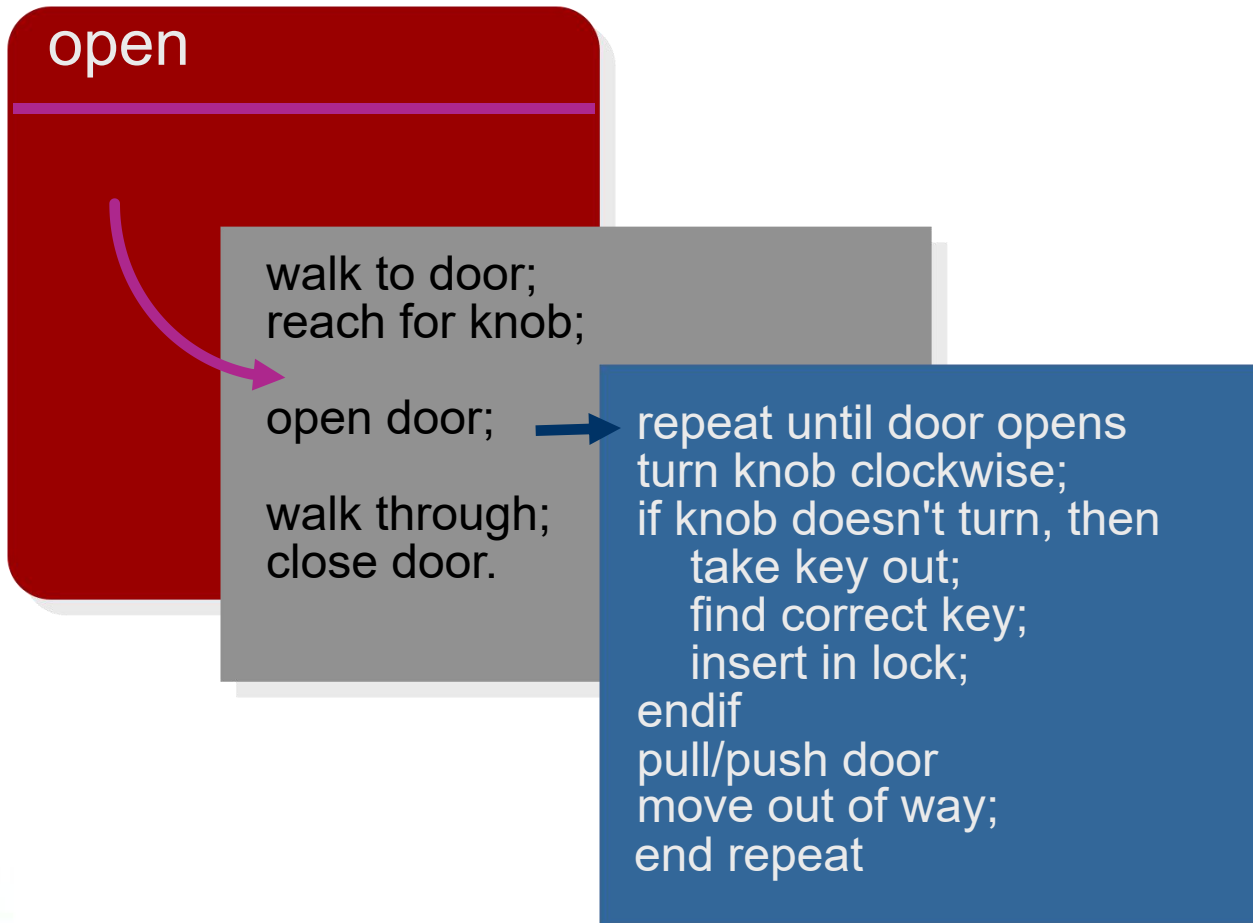 open
walk to door;
reach for knob;
open door;
walk through;
close door.
repeat until door opens
turn knob clockwise;
if knob doesn't turn, then
take key out;
find correct key;
insert in lock;
endif
pull/push door
move out of way;
end repeat